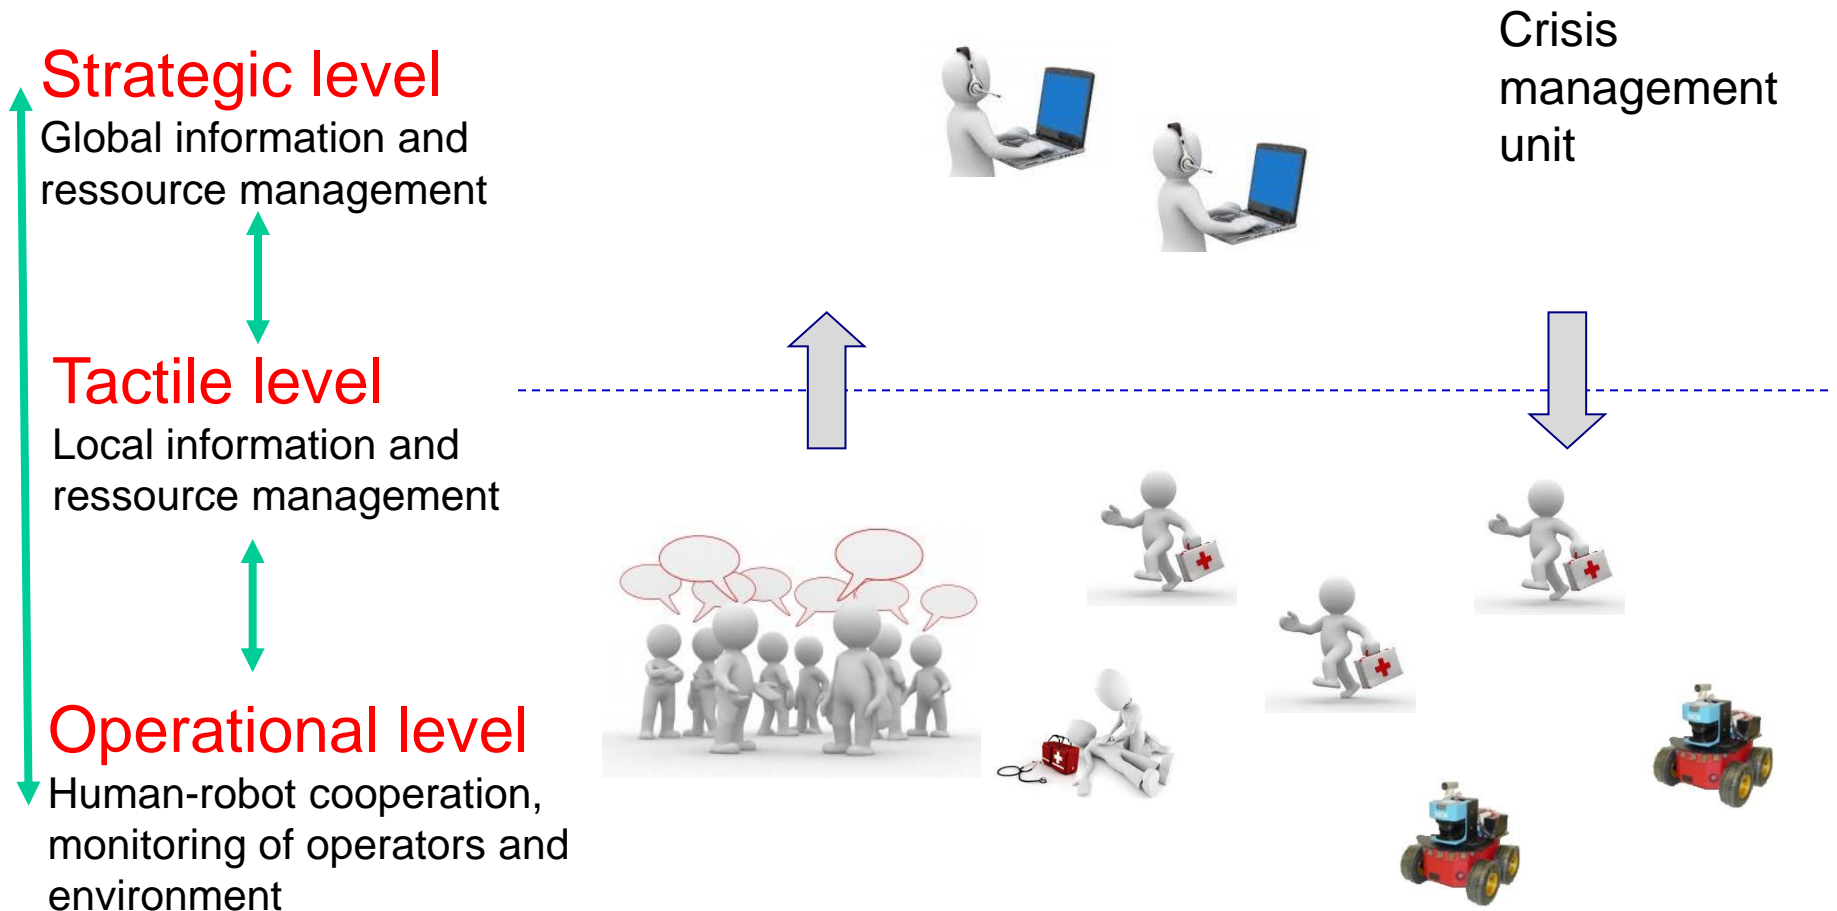 Strategic level
Global information and
ressource management
Tactile level
Local information and
ressource management
Operational level
Human-robot cooperation,
monitoring of operators and
environment
Crisis
management
unit